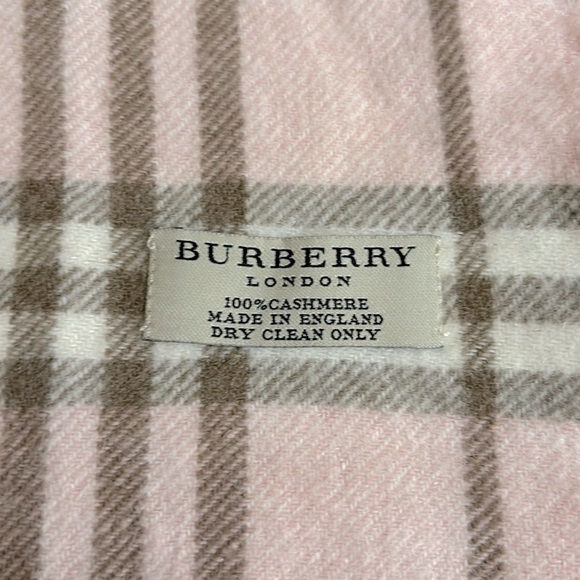 BURBERRY
LONDON
100%CASHMERE
MADE IN ENGLAND
DRY CLEAN ONLY